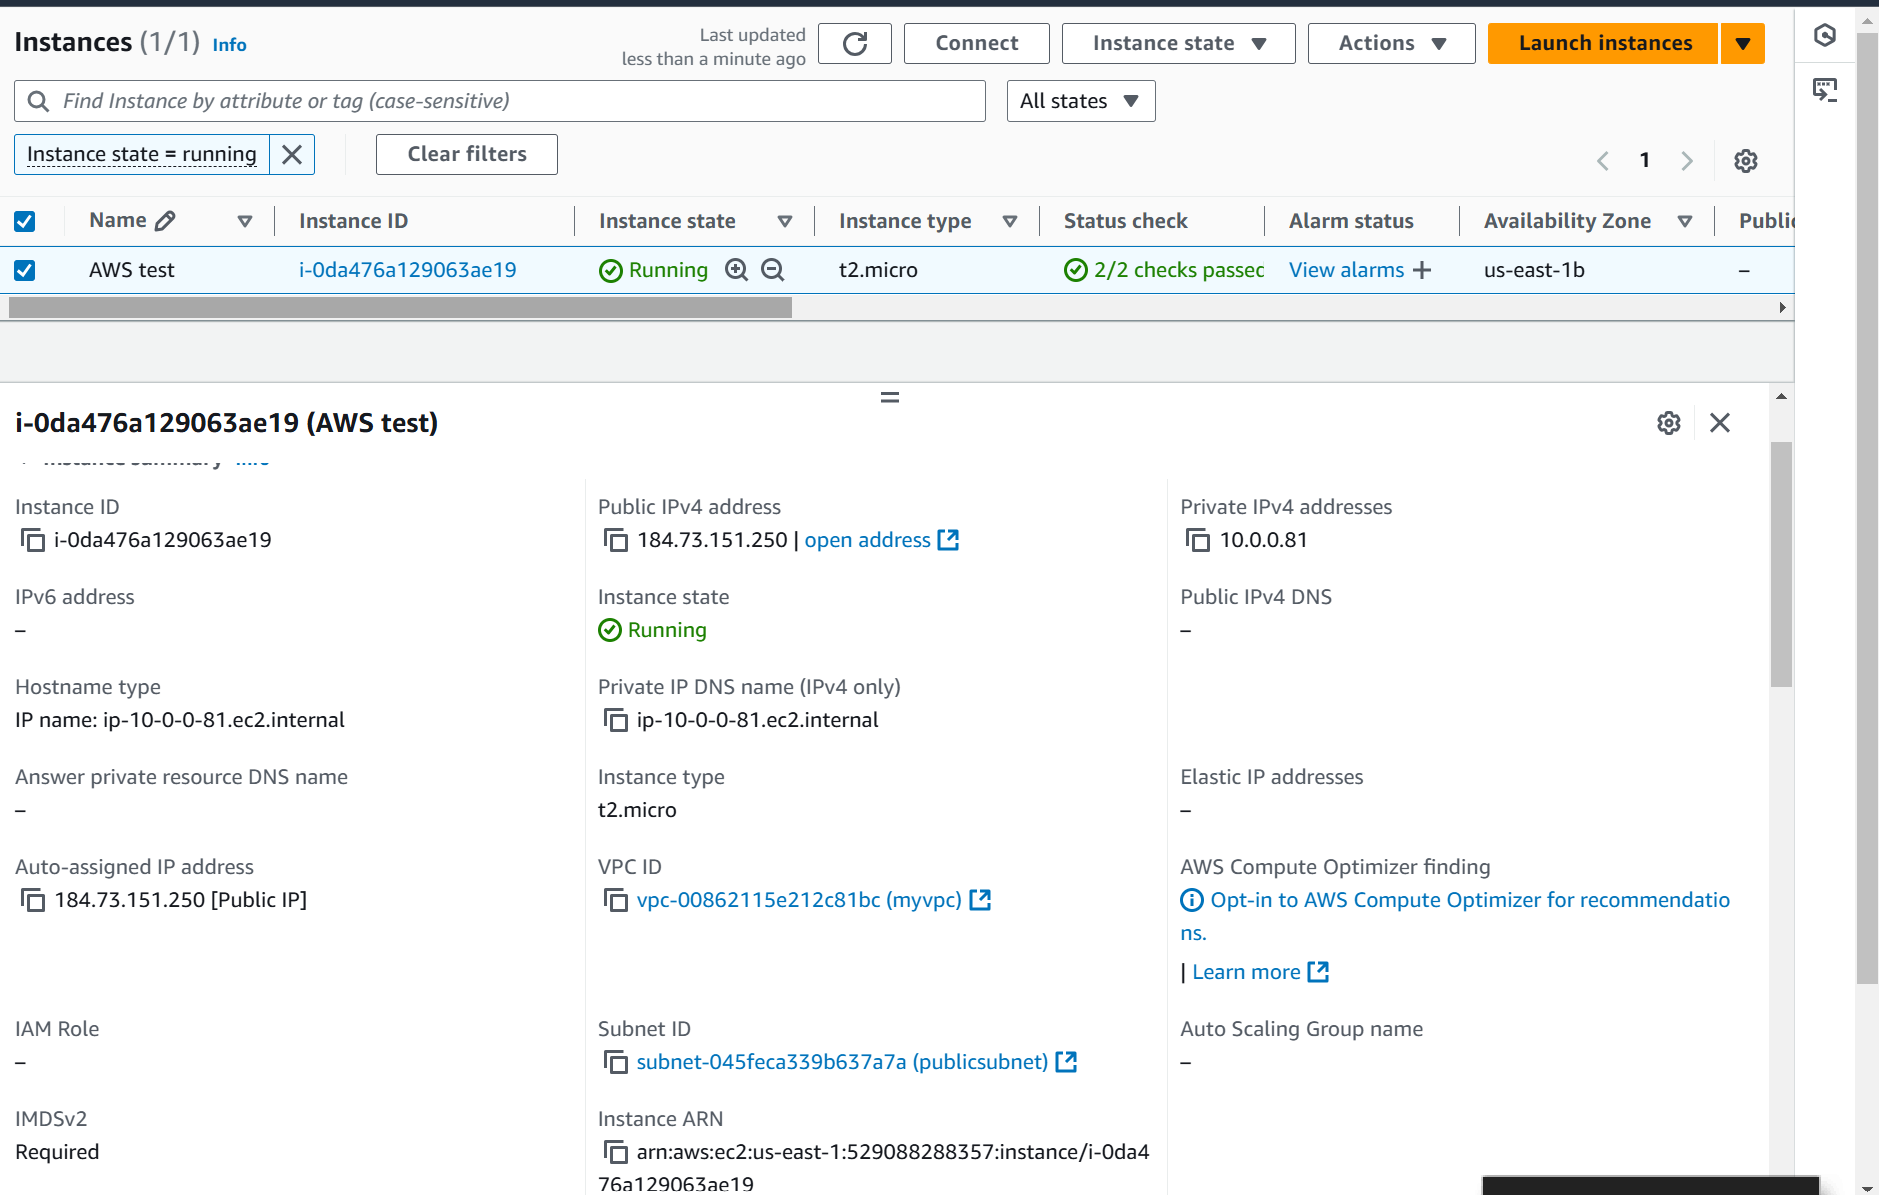 Instances (1/1) Info
Last updated
less than a minute ago
Connect
Instance state
Actions
Launch instances
Find Instance by attribute or tag (case-sensitive)
All states
Instance state = running
Clear filters
1
Name
Instance ID
Instance state
Instance type
Status check
Alarm status
Availability Zone
Public
AWS test
i-0da476a129063ae19
Running
t2.micro
2/2 checks passed
View alarms +
us-east-1b
–
i-0da476a129063ae19 (AWS test)
Instance summary Info
Instance ID
i-0da476a129063ae19
Public IPv4 address
184.73.151.250 | open address
Private IPv4 addresses
10.0.0.81
IPv6 address
–
Instance state
Running
Public IPv4 DNS
–
Hostname type
IP name: ip-10-0-0-81.ec2.internal
Private IP DNS name (IPv4 only)
ip-10-0-0-81.ec2.internal
Answer private resource DNS name
–
Instance type
t2.micro
Elastic IP addresses
–
Auto-assigned IP address
184.73.151.250 [Public IP]
VPC ID
vpc-00862115e212c81bc (myvpc)
AWS Compute Optimizer finding
Opt-in to AWS Compute Optimizer for recommendatio
ns.
| Learn more
IAM Role
–
Subnet ID
subnet-045feca339b637a7a (publicsubnet)
Auto Scaling Group name
–
IMDSv2
Required
Instance ARN
arn:aws:ec2:us-east-1:529088288357:instance/i-0da4
76a129063ae19